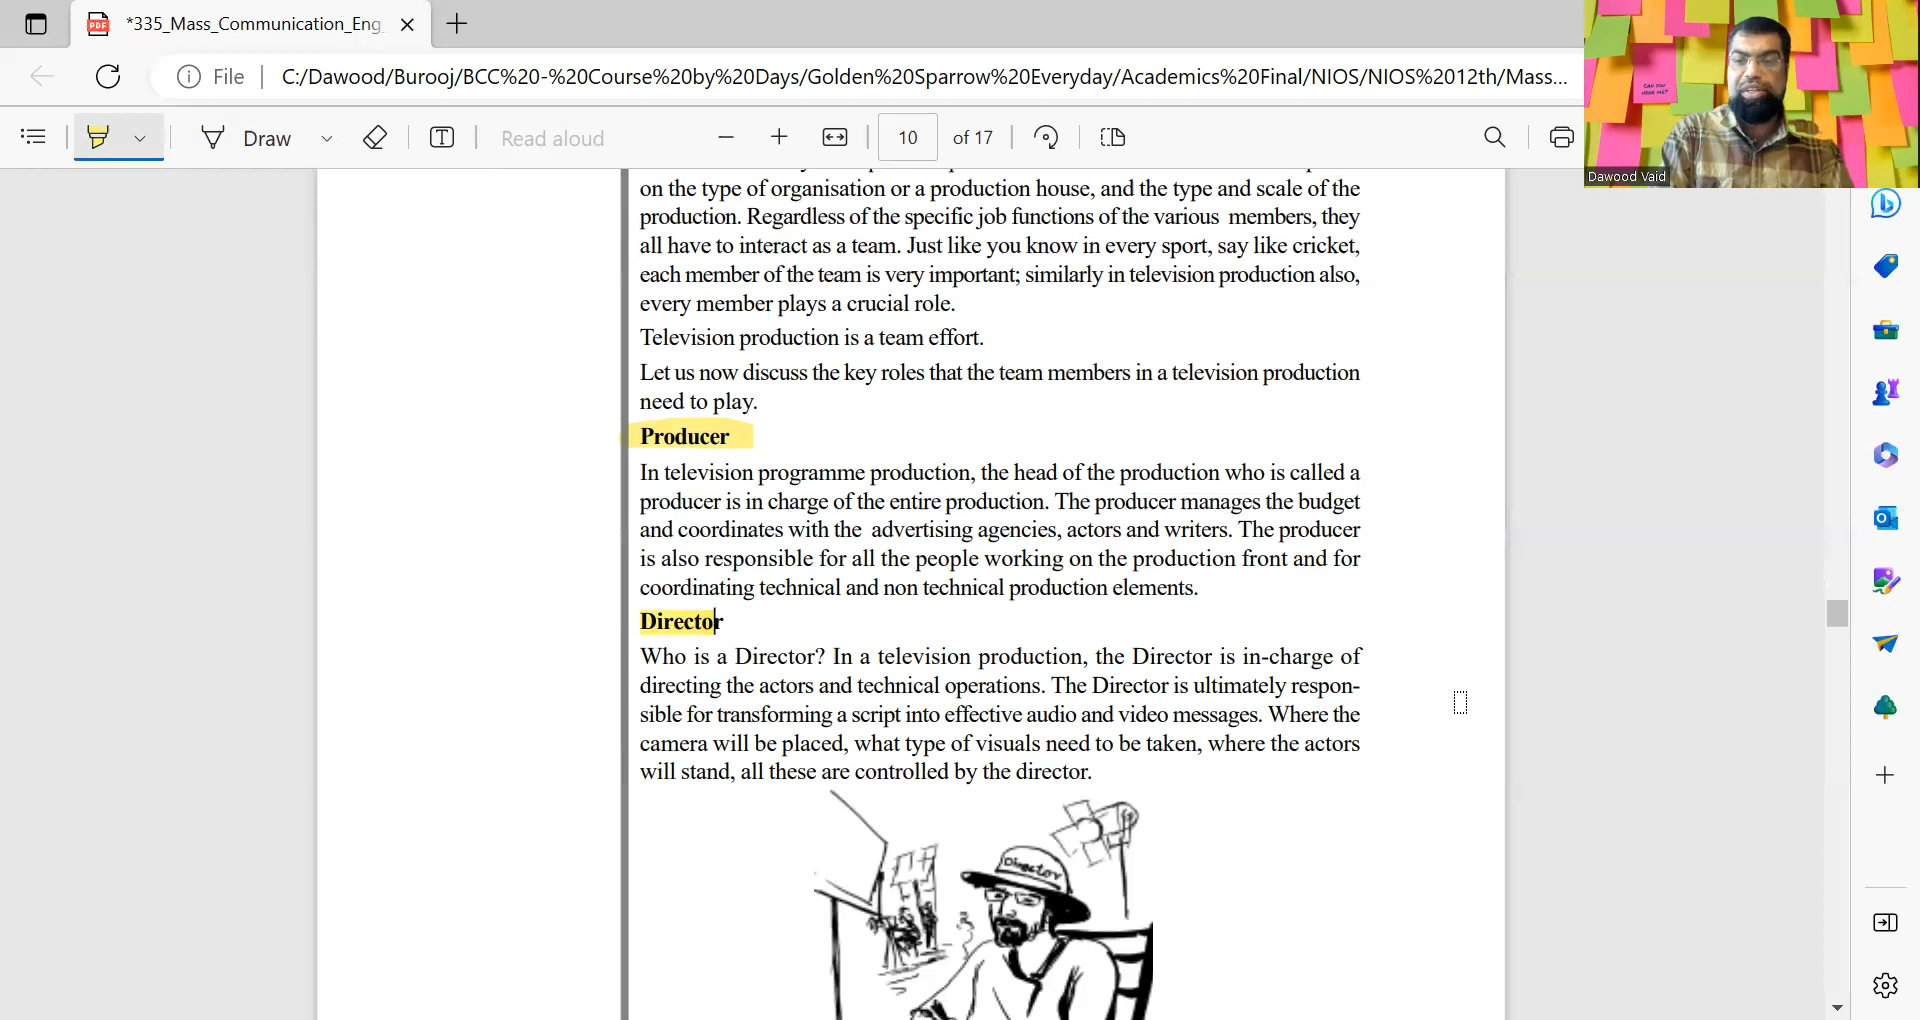 *335_Mass_Communication_Eng
File
C:/Dawood/Burooj/BCC%20-%20Course%20by%20Days/Golden%20Sparrow%20Everyday/Academics%20Final/NIOS/NIOS%2012th/Mass...
Draw
Read aloud
10 of 17
CAN YOU
HEAR ME?
Dawood Vaid
on the type of organisation or a production house, and the type and scale of the
production. Regardless of the specific job functions of the various members, they
all have to interact as a team. Just like you know in every sport, say like cricket,
each member of the team is very important; similarly in television production also,
every member plays a crucial role.
Television production is a team effort.
Let us now discuss the key roles that the team members in a television production
need to play.
Producer
In television programme production, the head of the production who is called a
producer is in charge of the entire production. The producer manages the budget
and coordinates with the advertising agencies, actors and writers. The producer
is also responsible for all the people working on the production front and for
coordinating technical and non technical production elements.
Director
Who is a Director? In a television production, the Director is in-charge of
directing the actors and technical operations. The Director is ultimately respon-
sible for transforming a script into effective audio and video messages. Where the
camera will be placed, what type of visuals need to be taken, where the actors
will stand, all these are controlled by the director.
Director